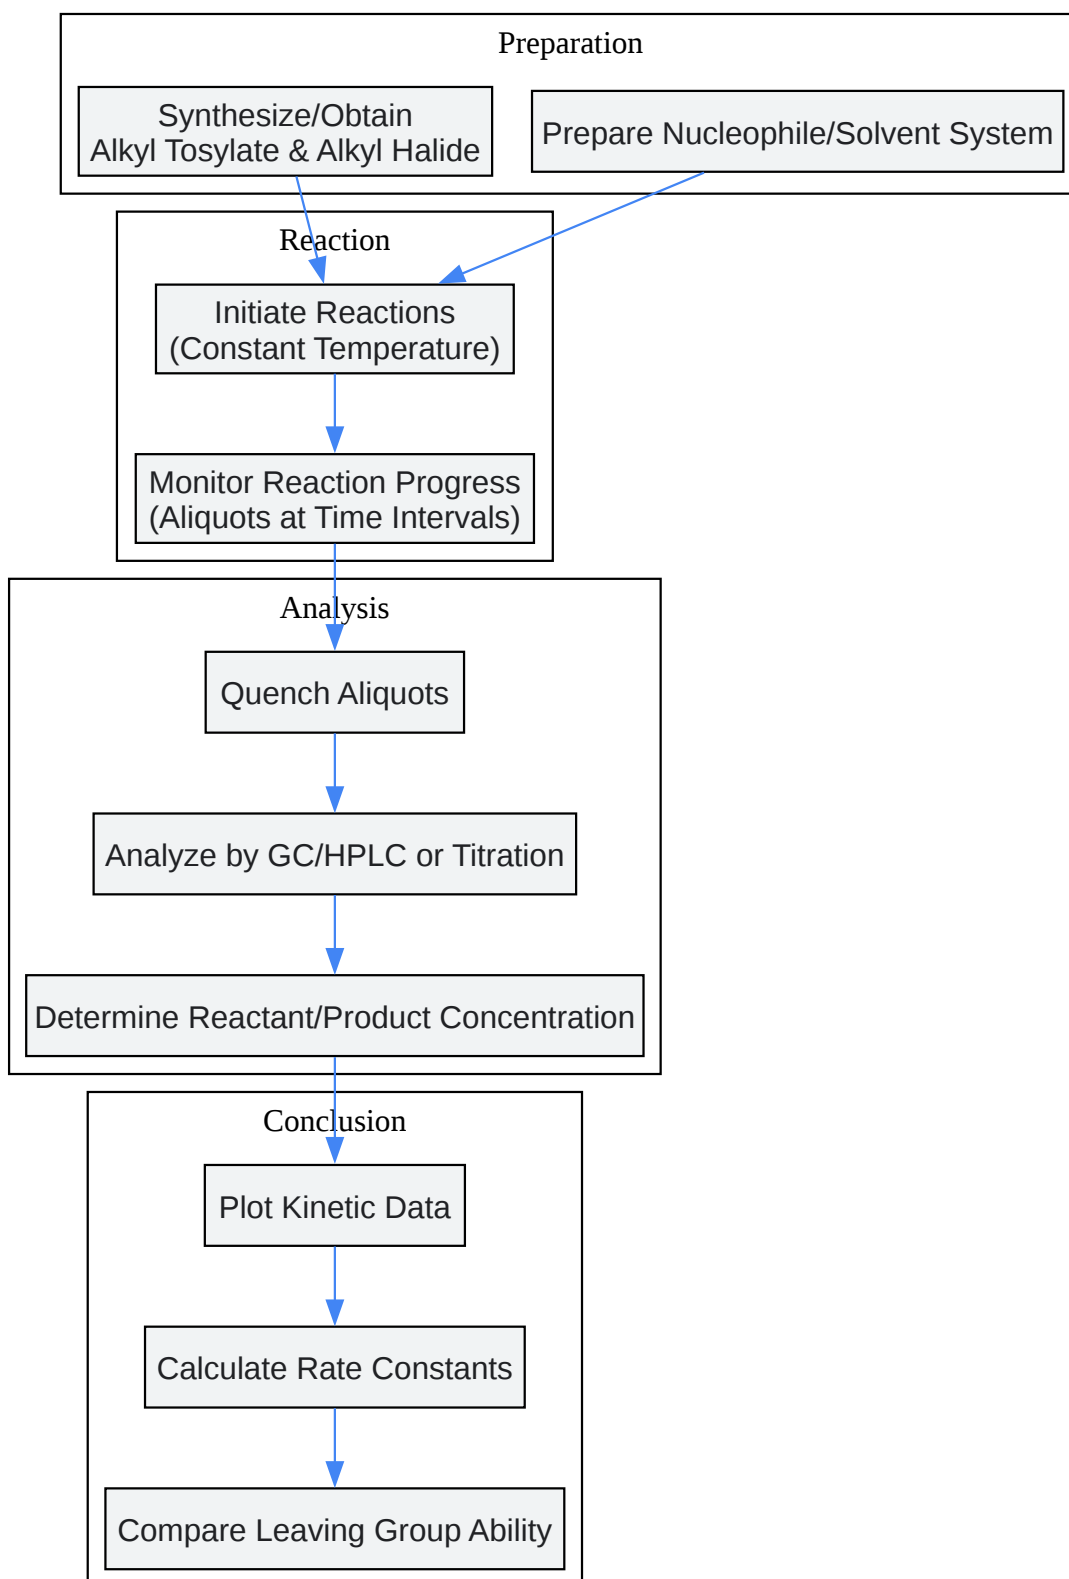 Preparation
Synthesize/Obtain
Alkyl Tosylate & Alkyl Halide
Prepare Nucleophile/Solvent System
Reaction
Initiate Reactions
(Constant Temperature)
Monitor Reaction Progress
(Aliquots at Time Intervals)
Analysis
Quench Aliquots
Analyze by GC/HPLC or Titration
Determine Reactant/Product Concentration
Conclusion
Plot Kinetic Data
Calculate Rate Constants
Compare Leaving Group Ability